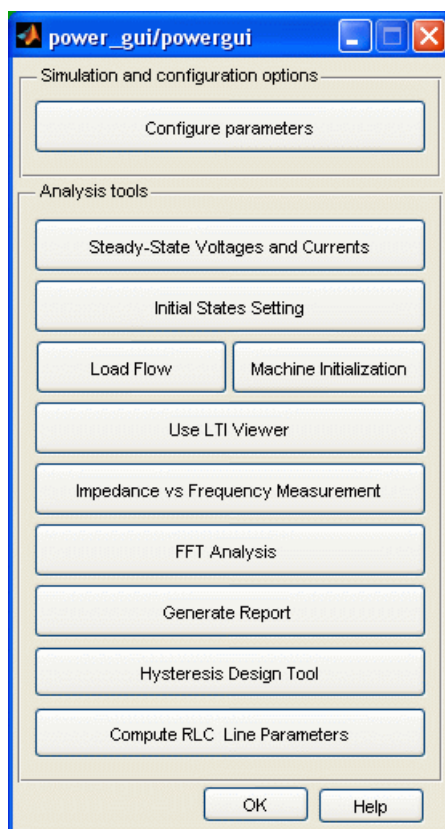 power_gui/powergui
Simulation and configuration options
Configure parameters
Analysis tools
Steady-State Voltages and Currents
Initial States Setting
Load Flow
Machine Initialization
Use LTI Viewer
Impedance vs Frequency Measurement
FFT Analysis
Generate Report
Hysteresis Design Tool
Compute RLC Line Parameters
OK
Help